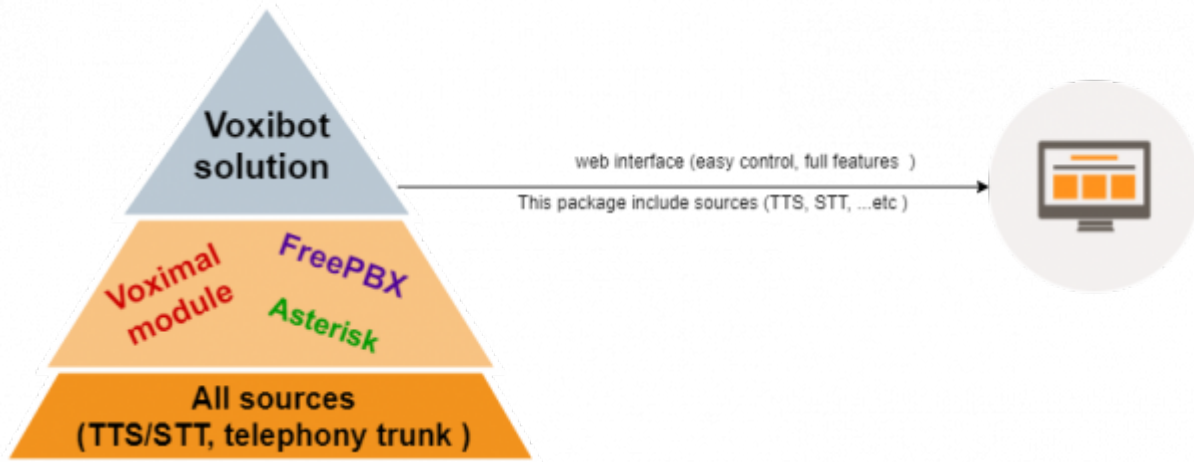 Voxibot
solution
web interface (easy control, full features  )
This package include sources (TTS, STT, ...etc )
Voximal
module
FreePBX
Asterisk
All sources
(TTS/STT, telephony trunk )